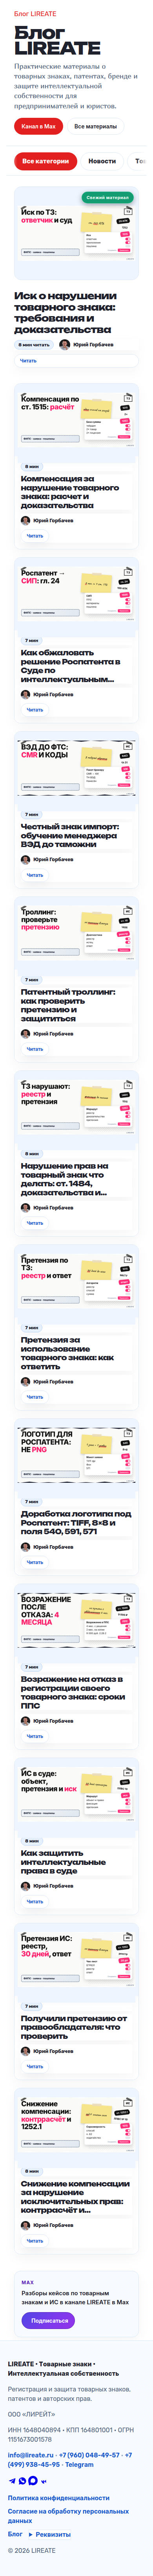 Блог LIREATE
Блог
LIREATE
Практические материалы о
товарных знаках, патентах, бренде и
защите интеллектуальной
собственности для
предпринимателей и юристов.
Канал в Max
Все материалы
Все категории
Новости
Свежий материал
Иск по ТЗ:
ответчик и суд
Иск о нарушении
товарного знака:
требования и
доказательства
8 мин читать
Юрий Горбачев
Читать
Компенсация по
ст. 1515: расчёт
8 мин
Компенсация за
нарушение товарного
знака: расчет и
доказательства
Юрий Горбачев
Читать
Роспатент →
СИП: гл. 24
7 мин
Как обжаловать
решение Роспатента в
Суде по
интеллектуальным...
Юрий Горбачев
Читать
ВЭД ДО ФТС:
СМR И КОДЫ
7 мин
Честный знак импорт:
обучение менеджера
ВЭД до таможни
Юрий Горбачев
Читать
Троллинг:
проверьте
претензию
7 мин
Патентный троллинг:
как проверить
претензию и
защититься
Юрий Горбачев
Читать
ТЗ нарушают:
реестр и
претензия
8 мин
Нарушение прав на
товарный знак что
делать: ст. 1484,
доказательства и...
Юрий Горбачев
Читать
Претензия по
ТЗ:
реестр и ответ
7 мин
Претензия за
использование
товарного знака: как
ответить
Юрий Горбачев
Читать
ЛОГОТИП ДЛЯ
РОСПАТЕНТА:
НЕ PNG
7 мин
Доработка логотипа под
Роспатент: TIFF, 8×8 и
поля 540, 591, 571
Юрий Горбачев
Читать
ВОЗРАЖЕНИЕ
ПОСЛЕ
ОТКАЗА: 4
МЕСЯЦА
7 мин
Возражение на отказ в
регистрации своего
товарного знака: сроки
ППС
Юрий Горбачев
Читать
ИС в суде:
объект,
претензия и иск
8 мин
Как защитить
интеллектуальные
права в суде
Юрий Горбачев
Читать
Претензия ИС:
реестр,
30 дней, ответ
7 мин
Получили претензию от
правообладателя: что
проверить
Юрий Горбачев
Читать
Снижение
компенсации:
контррасчёт и
1252.1
8 мин
Снижение компенсации
за нарушение
исключительных прав:
контррасчёт и...
Юрий Горбачев
Читать
MAX
Разборы кейсов по товарным
знакам и ИС в канале LIREATE в Max
Подписаться
LIREATE • Товарные знаки •
Интеллектуальная собственность
Регистрация и защита товарных знаков,
патентов и авторских прав.
ООО «ЛИРЕЙТ»
ИНН 1648040894 • КПП 164801001 • ОГРН
1151673001578
info@lireate.ru · +7 (960) 048-49-57 · +7
(499) 938-45-95 · Telegram
Политика конфиденциальности
Согласие на обработку персональных
данных
Блог ► Реквизиты
© 2026 LIREATE